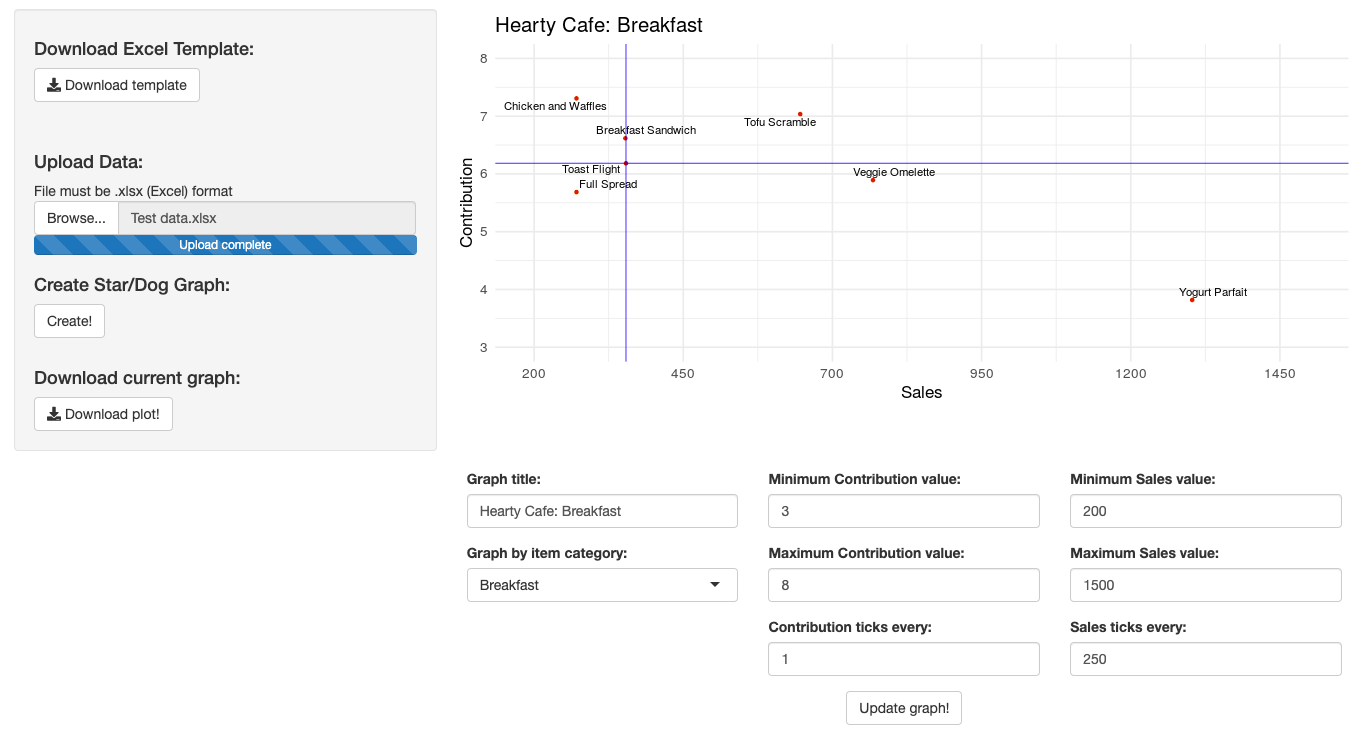 Download Excel Template:
Download template
Upload Data:
File must be .xlsx (Excel) format
Browse... Test data.xlsx
Upload complete
Create Star/Dog Graph:
Create!
Download current graph:
Download plot!
Hearty Cafe: Breakfast
8
7
6
5
4
3
Contribution
Chicken and Waffles
Breakfast Sandwich
Tofu Scramble
Toast Flight
Full Spread
Veggie Omelette
Yogurt Parfait
200 450 700 950 1200 1450
Sales
Graph title:
Hearty Cafe: Breakfast
Graph by item category:
Breakfast
Minimum Contribution value:
3
Maximum Contribution value:
8
Contribution ticks every:
1
Minimum Sales value:
200
Maximum Sales value:
1500
Sales ticks every:
250
Update graph!